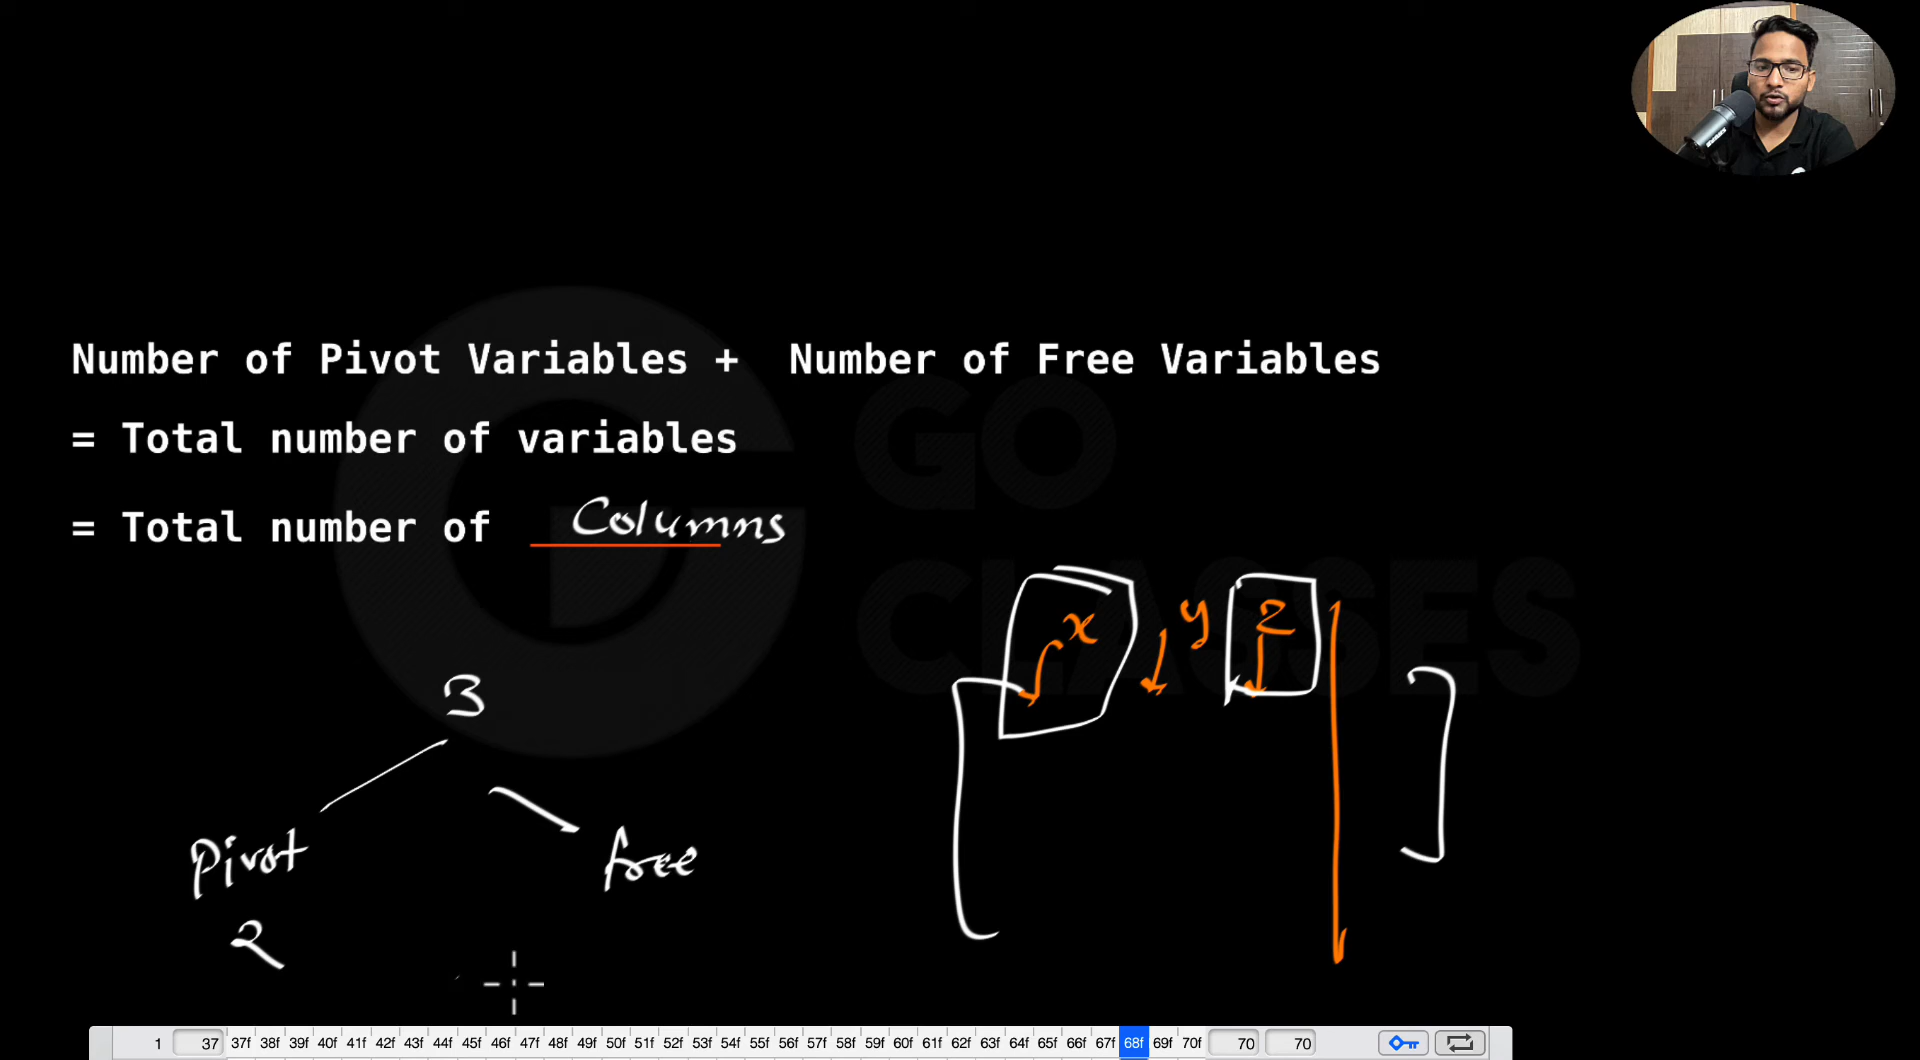 Number of Pivot Variables + Number of Free Variables
= Total number of variables
= Total number of Columns
GO
CLASSES
x y z
3
Pivot free
2
1 37 37f 38f 39f 40f 41f 42f 43f 44f 45f 46f 47f 48f 49f 50f 51f 52f 53f 54f 55f 56f 57f 58f 59f 60f 61f 62f 63f 64f 65f 66f 67f 68f 69f 70f 70 70